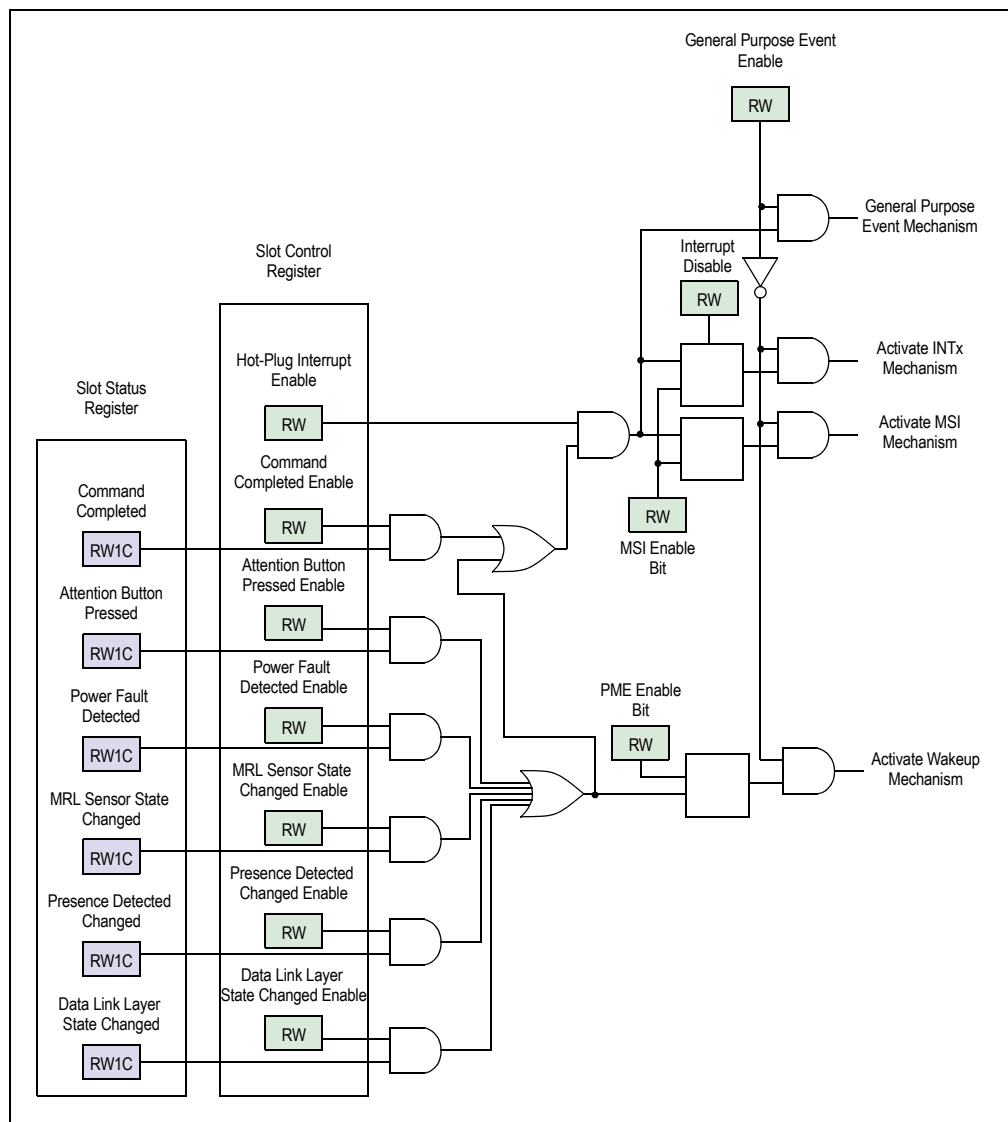 General Purpose Event
Enable
RW
General Purpose
Event Mechanism
Slot Control
Register
Interrupt
Disable
RW
Hot-Plug Interrupt
Enable
RW
Activate INTx
Mechanism
Slot Status
Register
Activate MSI
Mechanism
Command
Completed Enable
RW
Command
Completed
RW1C
RW
MSI Enable
Bit
Attention Button
Pressed Enable
RW
Attention Button
Pressed
RW1C
Power Fault
Detected Enable
RW
Power Fault
Detected
RW1C
PME Enable
Bit
RW
Activate Wakeup
Mechanism
MRL Sensor State
Changed Enable
RW
MRL Sensor State
Changed
RW1C
Presence Detected
Changed Enable
RW
Presence Detected
Changed
RW1C
Data Link Layer
State Changed Enable
RW
Data Link Layer
State Changed
RW1C